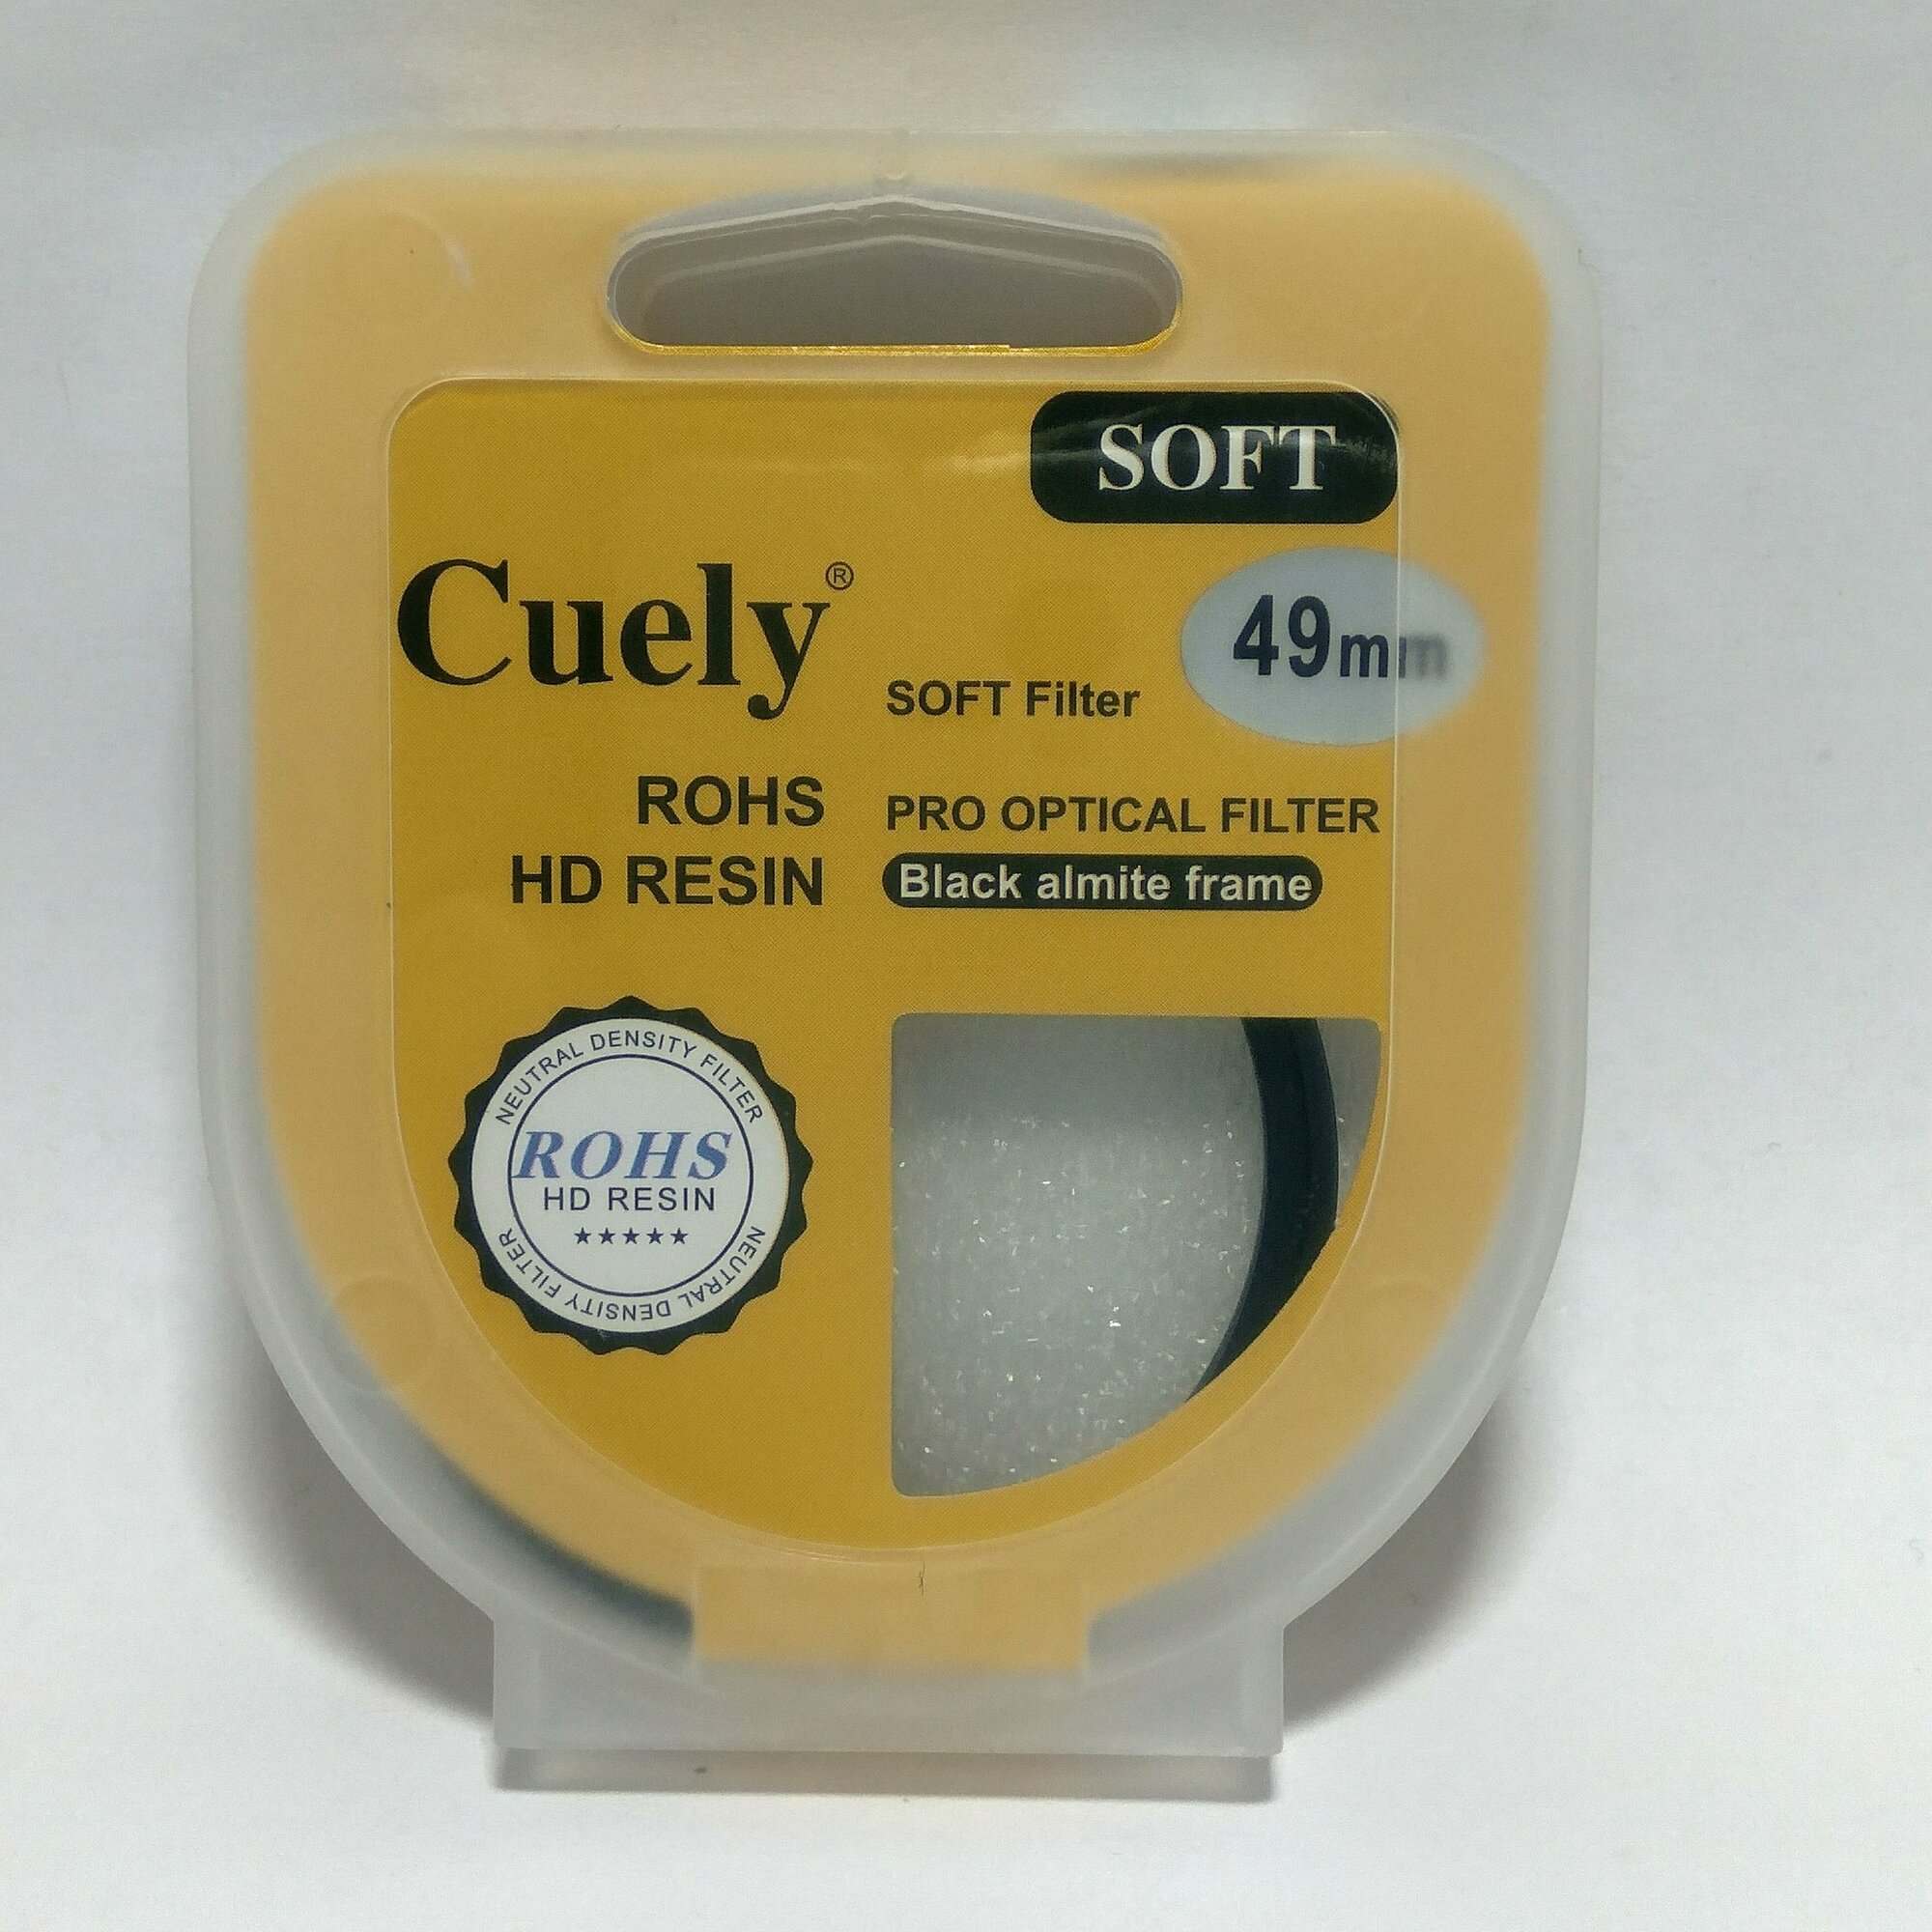 SOFT
Cuely®
49mm
SOFT Filter
ROHS
PRO OPTICAL FILTER
HD RESIN
Black almite frame
NEUTRAL DENSITY FILTER
ROHS
HD RESIN
★★★★★
NEUTRAL DENSITY FILTER